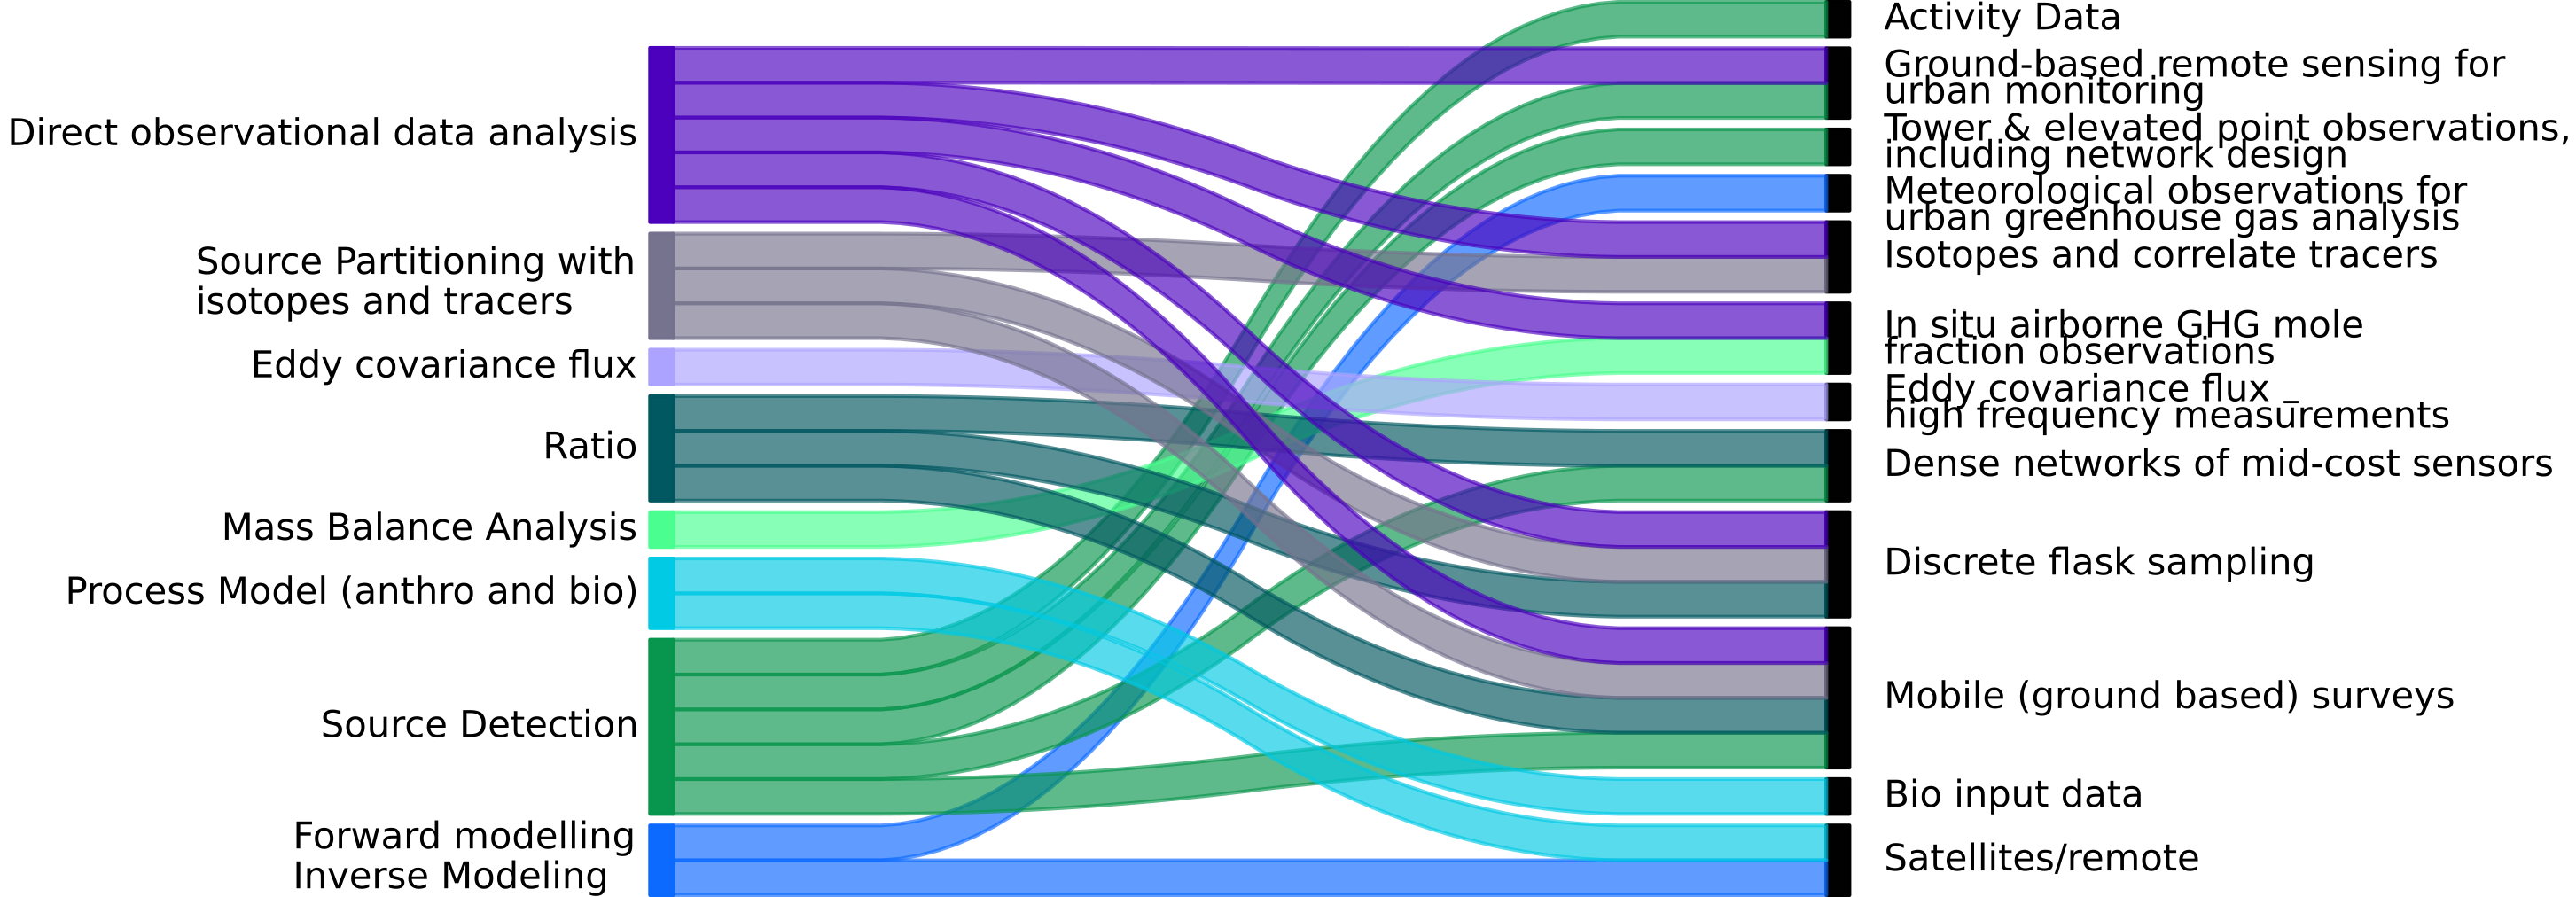 Direct observational data analysis
Source Partitioning with
isotopes and tracers
Eddy covariance flux
Ratio
Mass Balance Analysis
Process Model (anthro and bio)
Source Detection
Forward modelling
Inverse Modeling
Activity Data
Ground-based remote sensing for
urban monitoring
Tower & elevated point observations,
including network design
Meteorological observations for
urban greenhouse gas analysis
Isotopes and correlate tracers
In situ airborne GHG mole
fraction observations
Eddy covariance flux _
high frequency measurements
Dense networks of mid-cost sensors
Discrete flask sampling
Mobile (ground based) surveys
Bio input data
Satellites/remote